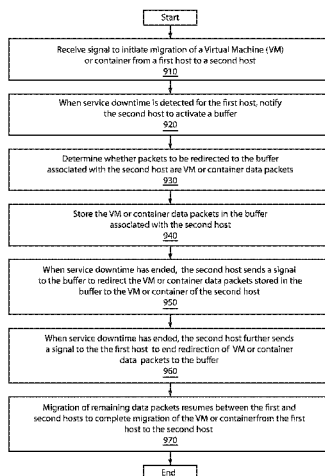 Start
Receive signal to initiate migration of a Virtual Machine (VM)
or container from a first host to a second host
910
When service downtime is detected for the first host, notify
the second host to activate a buffer
920
Determine whether packets to be redirected to the buffer
associated with the second host are VM or container data packets
930
Store the VM or container data packets in the buffer
associated with the second host
940
When service downtime has ended, the second host sends a signal
to the buffer to redirect the VM or container data packets stored in the
buffer to the VM or container of the second host
950
When service downtime has ended, the second host further sends
a signal to the the first host to end redirection of VM or container
data packets to the buffer
960
Migration of remaining data packets resumes between the first and
second hosts to complete migration of the VM or containerfrom the first
host to the second host
970
End